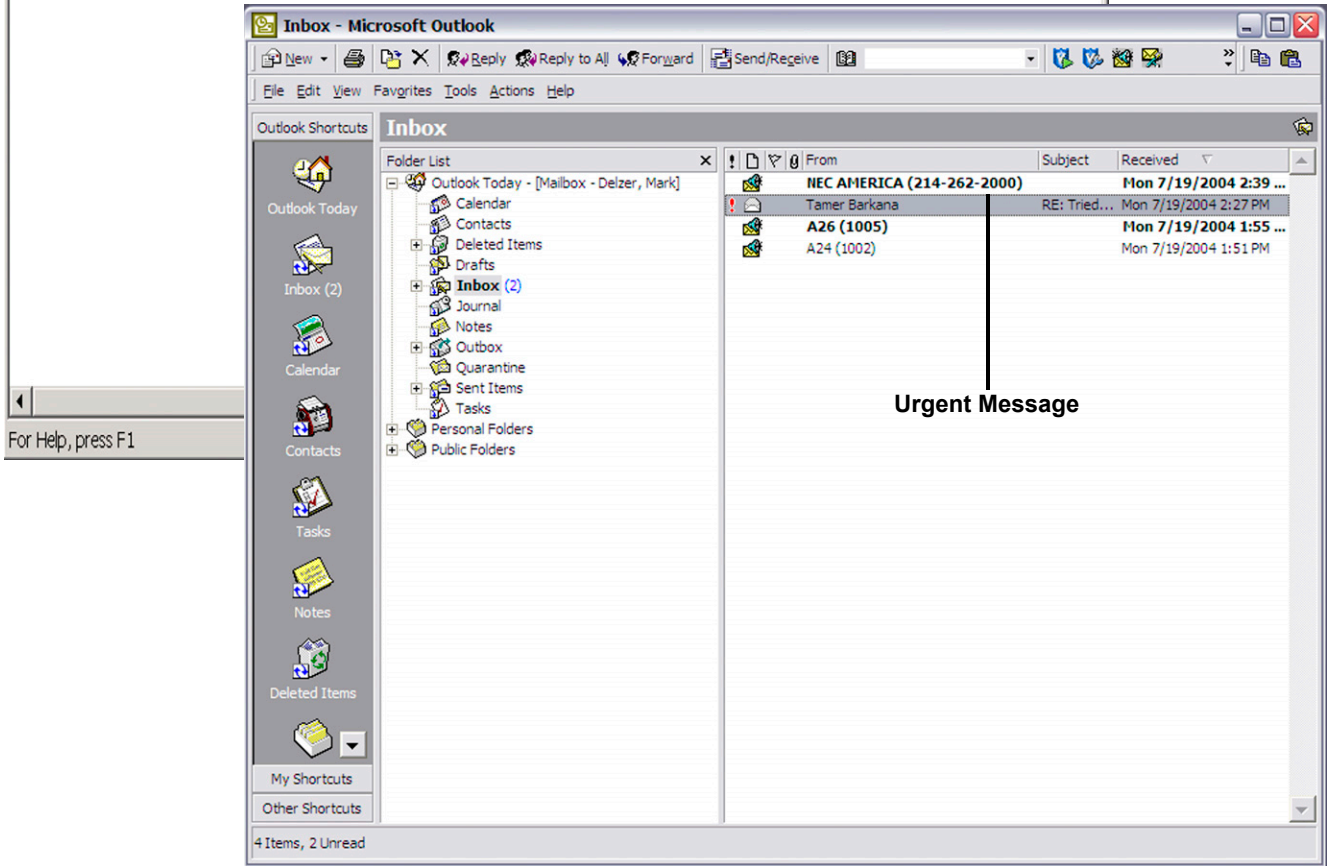 Inbox - Microsoft Outlook
New Reply Reply to All Forward Send/Receive
File Edit View Favorites Tools Actions Help
Outlook Shortcuts
Inbox
Outlook Today
Inbox (2)
Calendar
Contacts
Tasks
Notes
Deleted Items
My Shortcuts
Other Shortcuts
Folder List
Outlook Today - [Mailbox - Delzer, Mark]
Calendar
Contacts
Deleted Items
Drafts
Inbox (2)
Journal
Notes
Outbox
Quarantine
Sent Items
Tasks
Personal Folders
Public Folders
! From Subject Received
NEC AMERICA (214-262-2000) Mon 7/19/2004 2:39 ...
! Tamer Barkana RE: Tried... Mon 7/19/2004 2:27 PM
A26 (1005) Mon 7/19/2004 1:55 ...
A24 (1002) Mon 7/19/2004 1:51 PM
Urgent Message
For Help, press F1
4 Items, 2 Unread